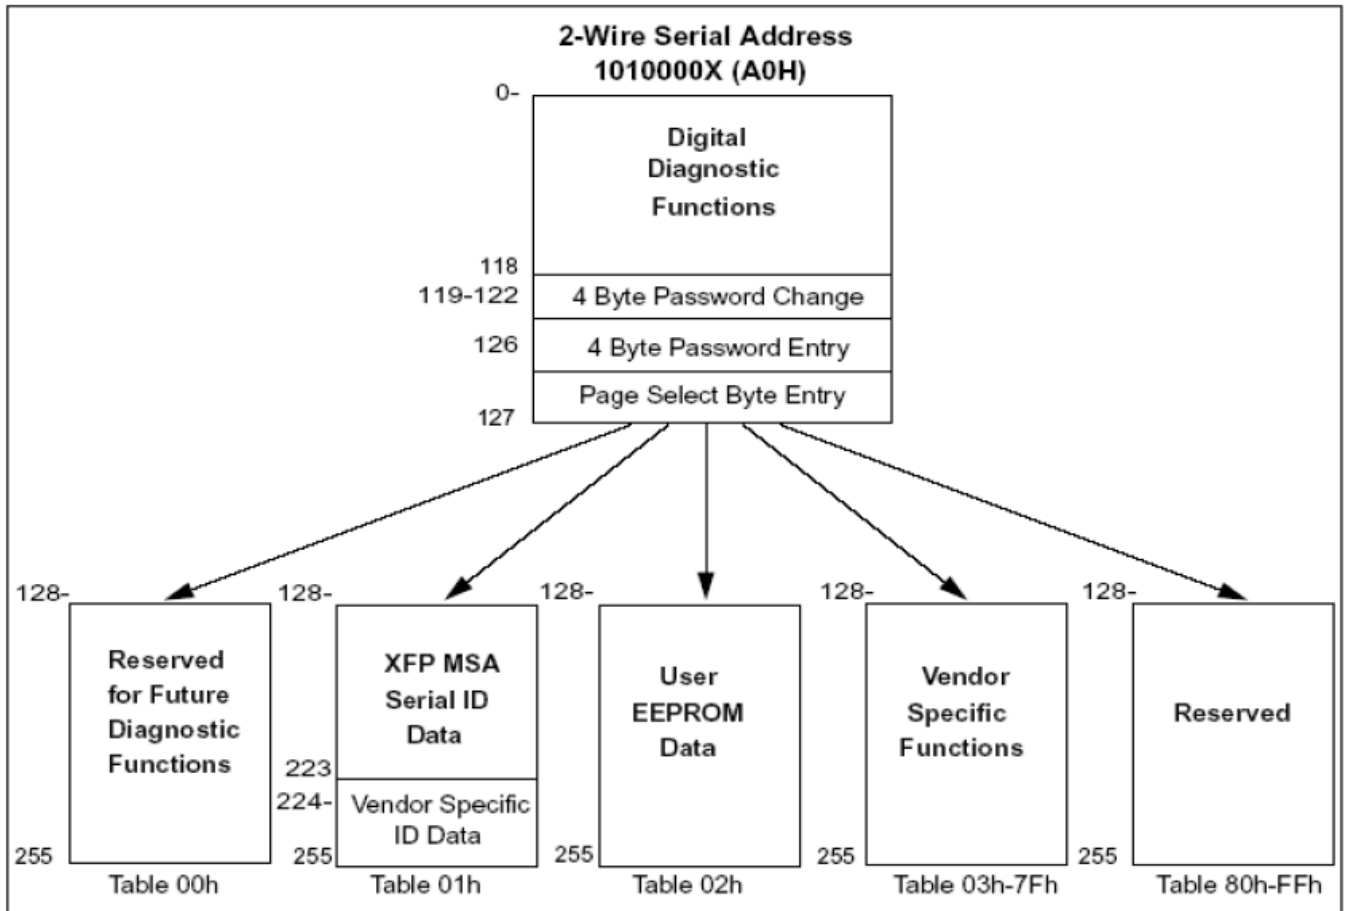 2-Wire Serial Address
1010000X (A0H)
0-
Digital
Diagnostic
Functions
118
119-122
4 Byte Password Change
126
4 Byte Password Entry
Page Select Byte Entry
127
128-
Reserved
for Future
Diagnostic
Functions
255
Table 00h
128-
XFP MSA
Serial ID
Data
223
224-
Vendor Specific
ID Data
255
Table 01h
128-
User
EEPROM
Data
255
Table 02h
128-
Vendor
Specific
Functions
255
Table 03h-7Fh
128-
Reserved
255
Table 80h-FFh